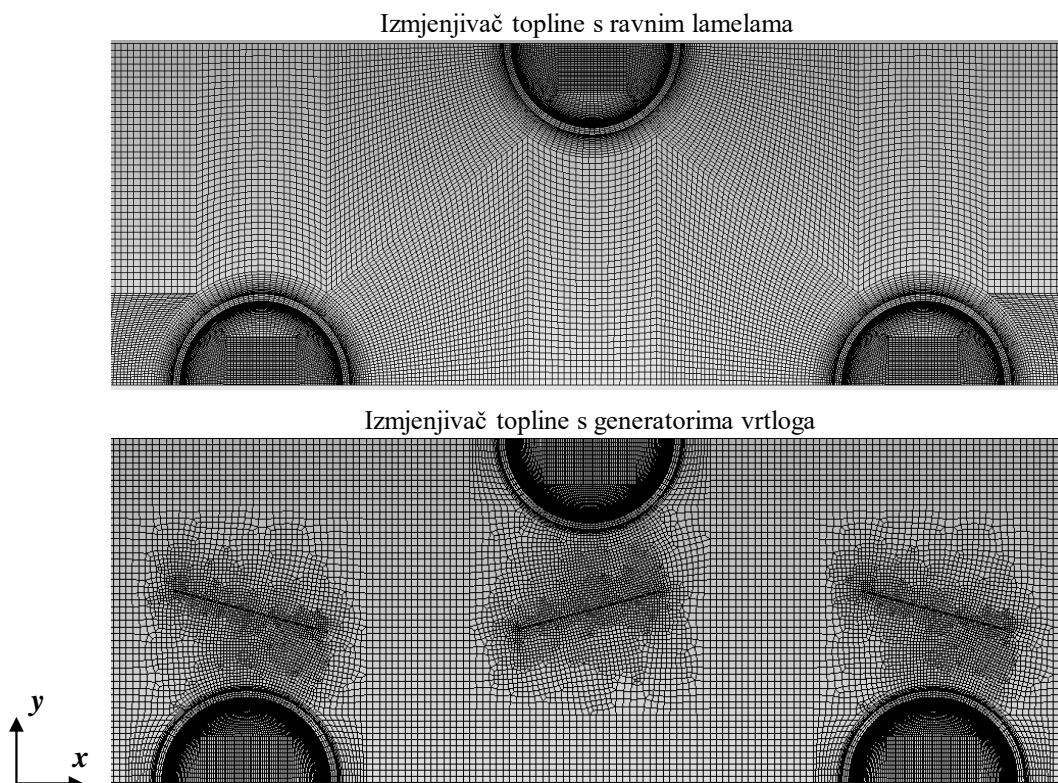 Izmjenjivač topline s ravnim lamelama
Izmjenjivač topline s generatorima vrtloga
y
x